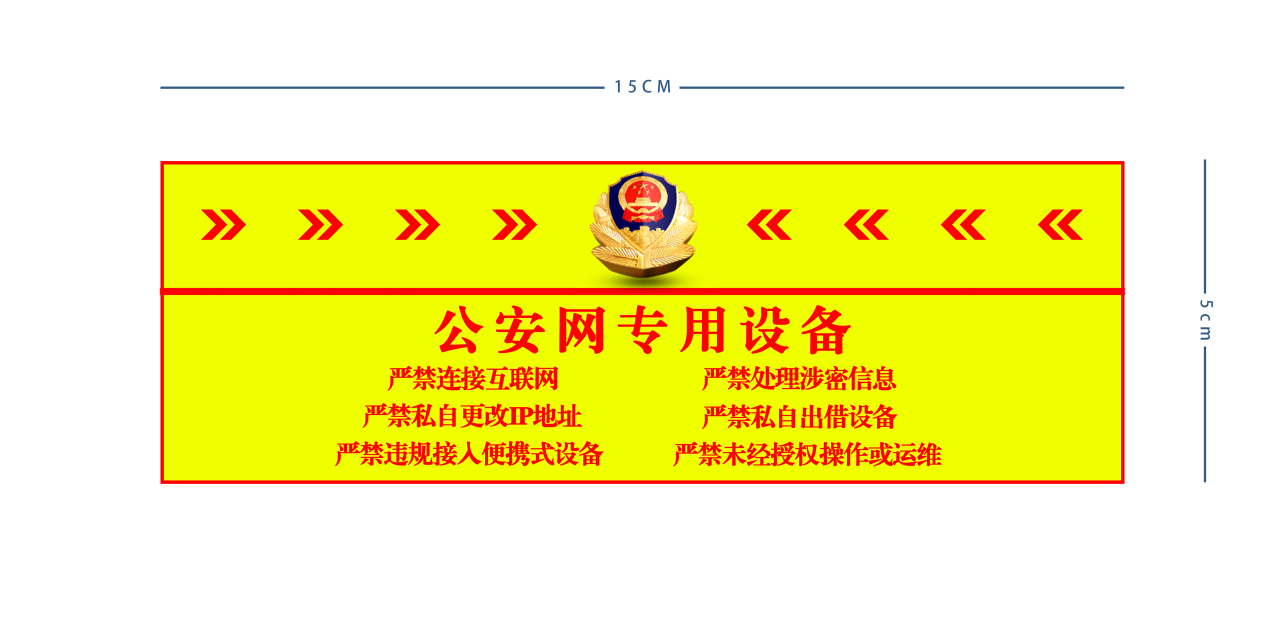 15CM
5cm
公安网专用设备
严禁连接互联网
严禁处理涉密信息
严禁私自更改IP地址
严禁私自出借设备
严禁违规接入便携式设备
严禁未经授权操作或运维